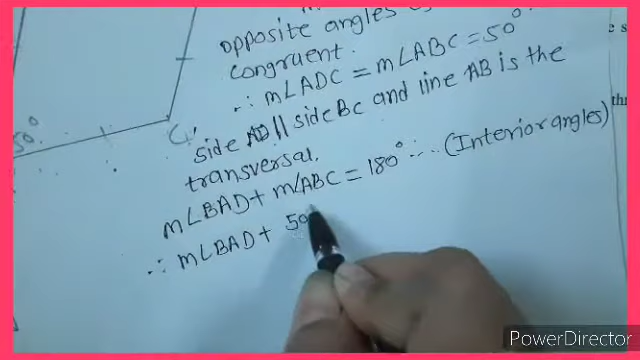 opposite angles
congruent.
∴ m∠ADC = m∠ABC = 50°
side AD || side BC and line AB is the
transversal.
m∠BAD + m∠ABC = 180° ... (Interior angles)
∴ m∠BAD + 50
50°
C
PowerDirector